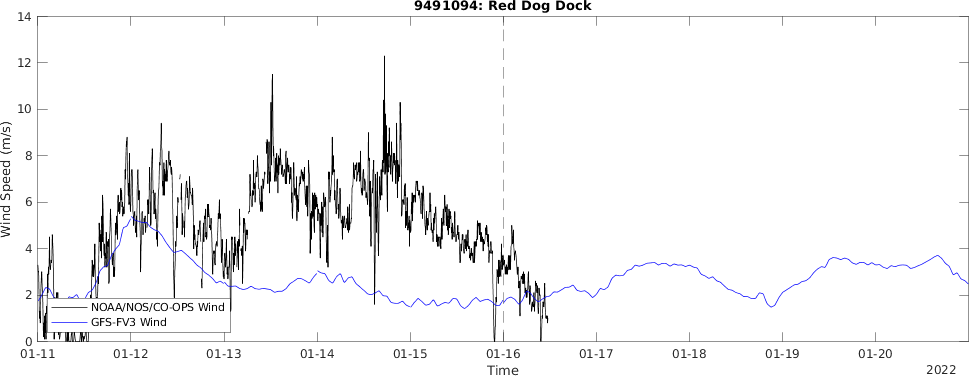 9491094: Red Dog Dock
Wind Speed (m/s)
14
12
10
8
6
4
2
0
NOAA/NOS/CO-OPS Wind
GFS-FV3 Wind
01-11 01-12 01-13 01-14 01-15 01-16 01-17 01-18 01-19 01-20
Time
2022